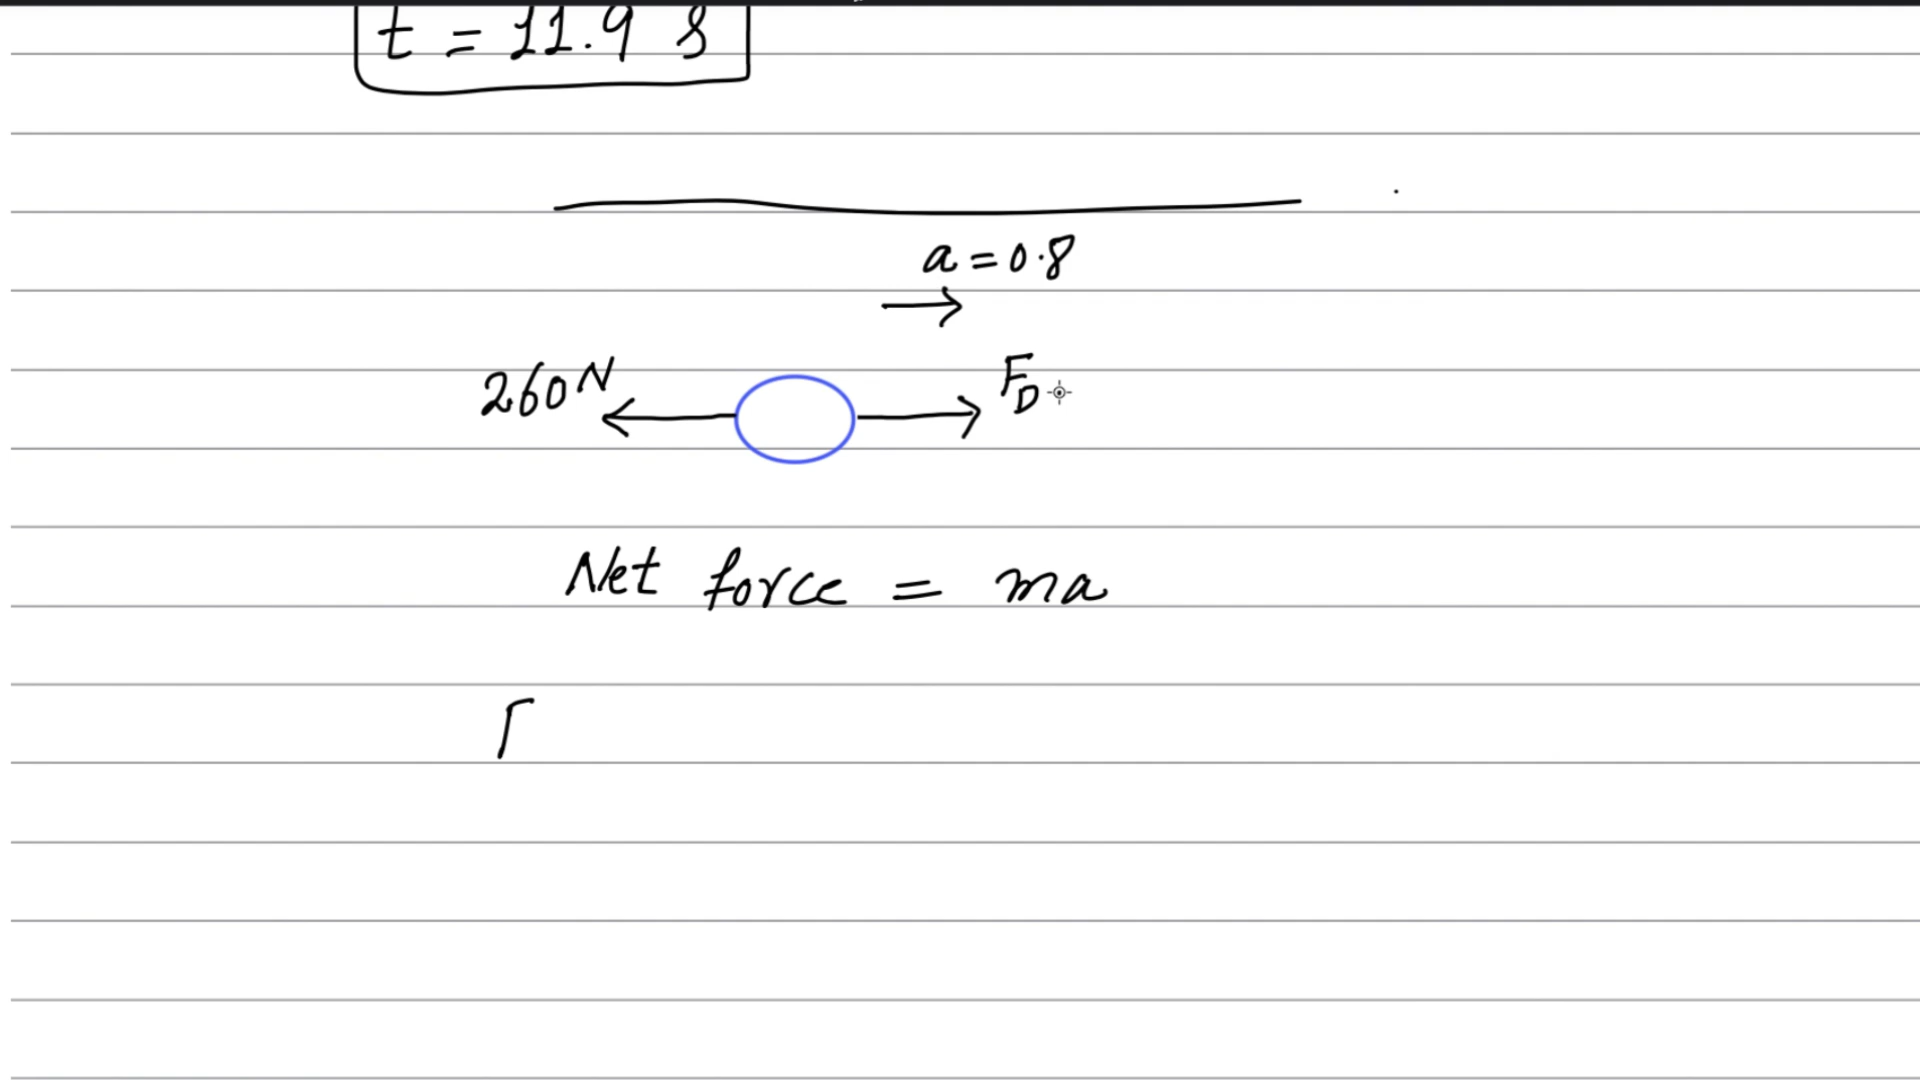 t = 11.9 s
a = 0.8
260N F_D
Net force = ma